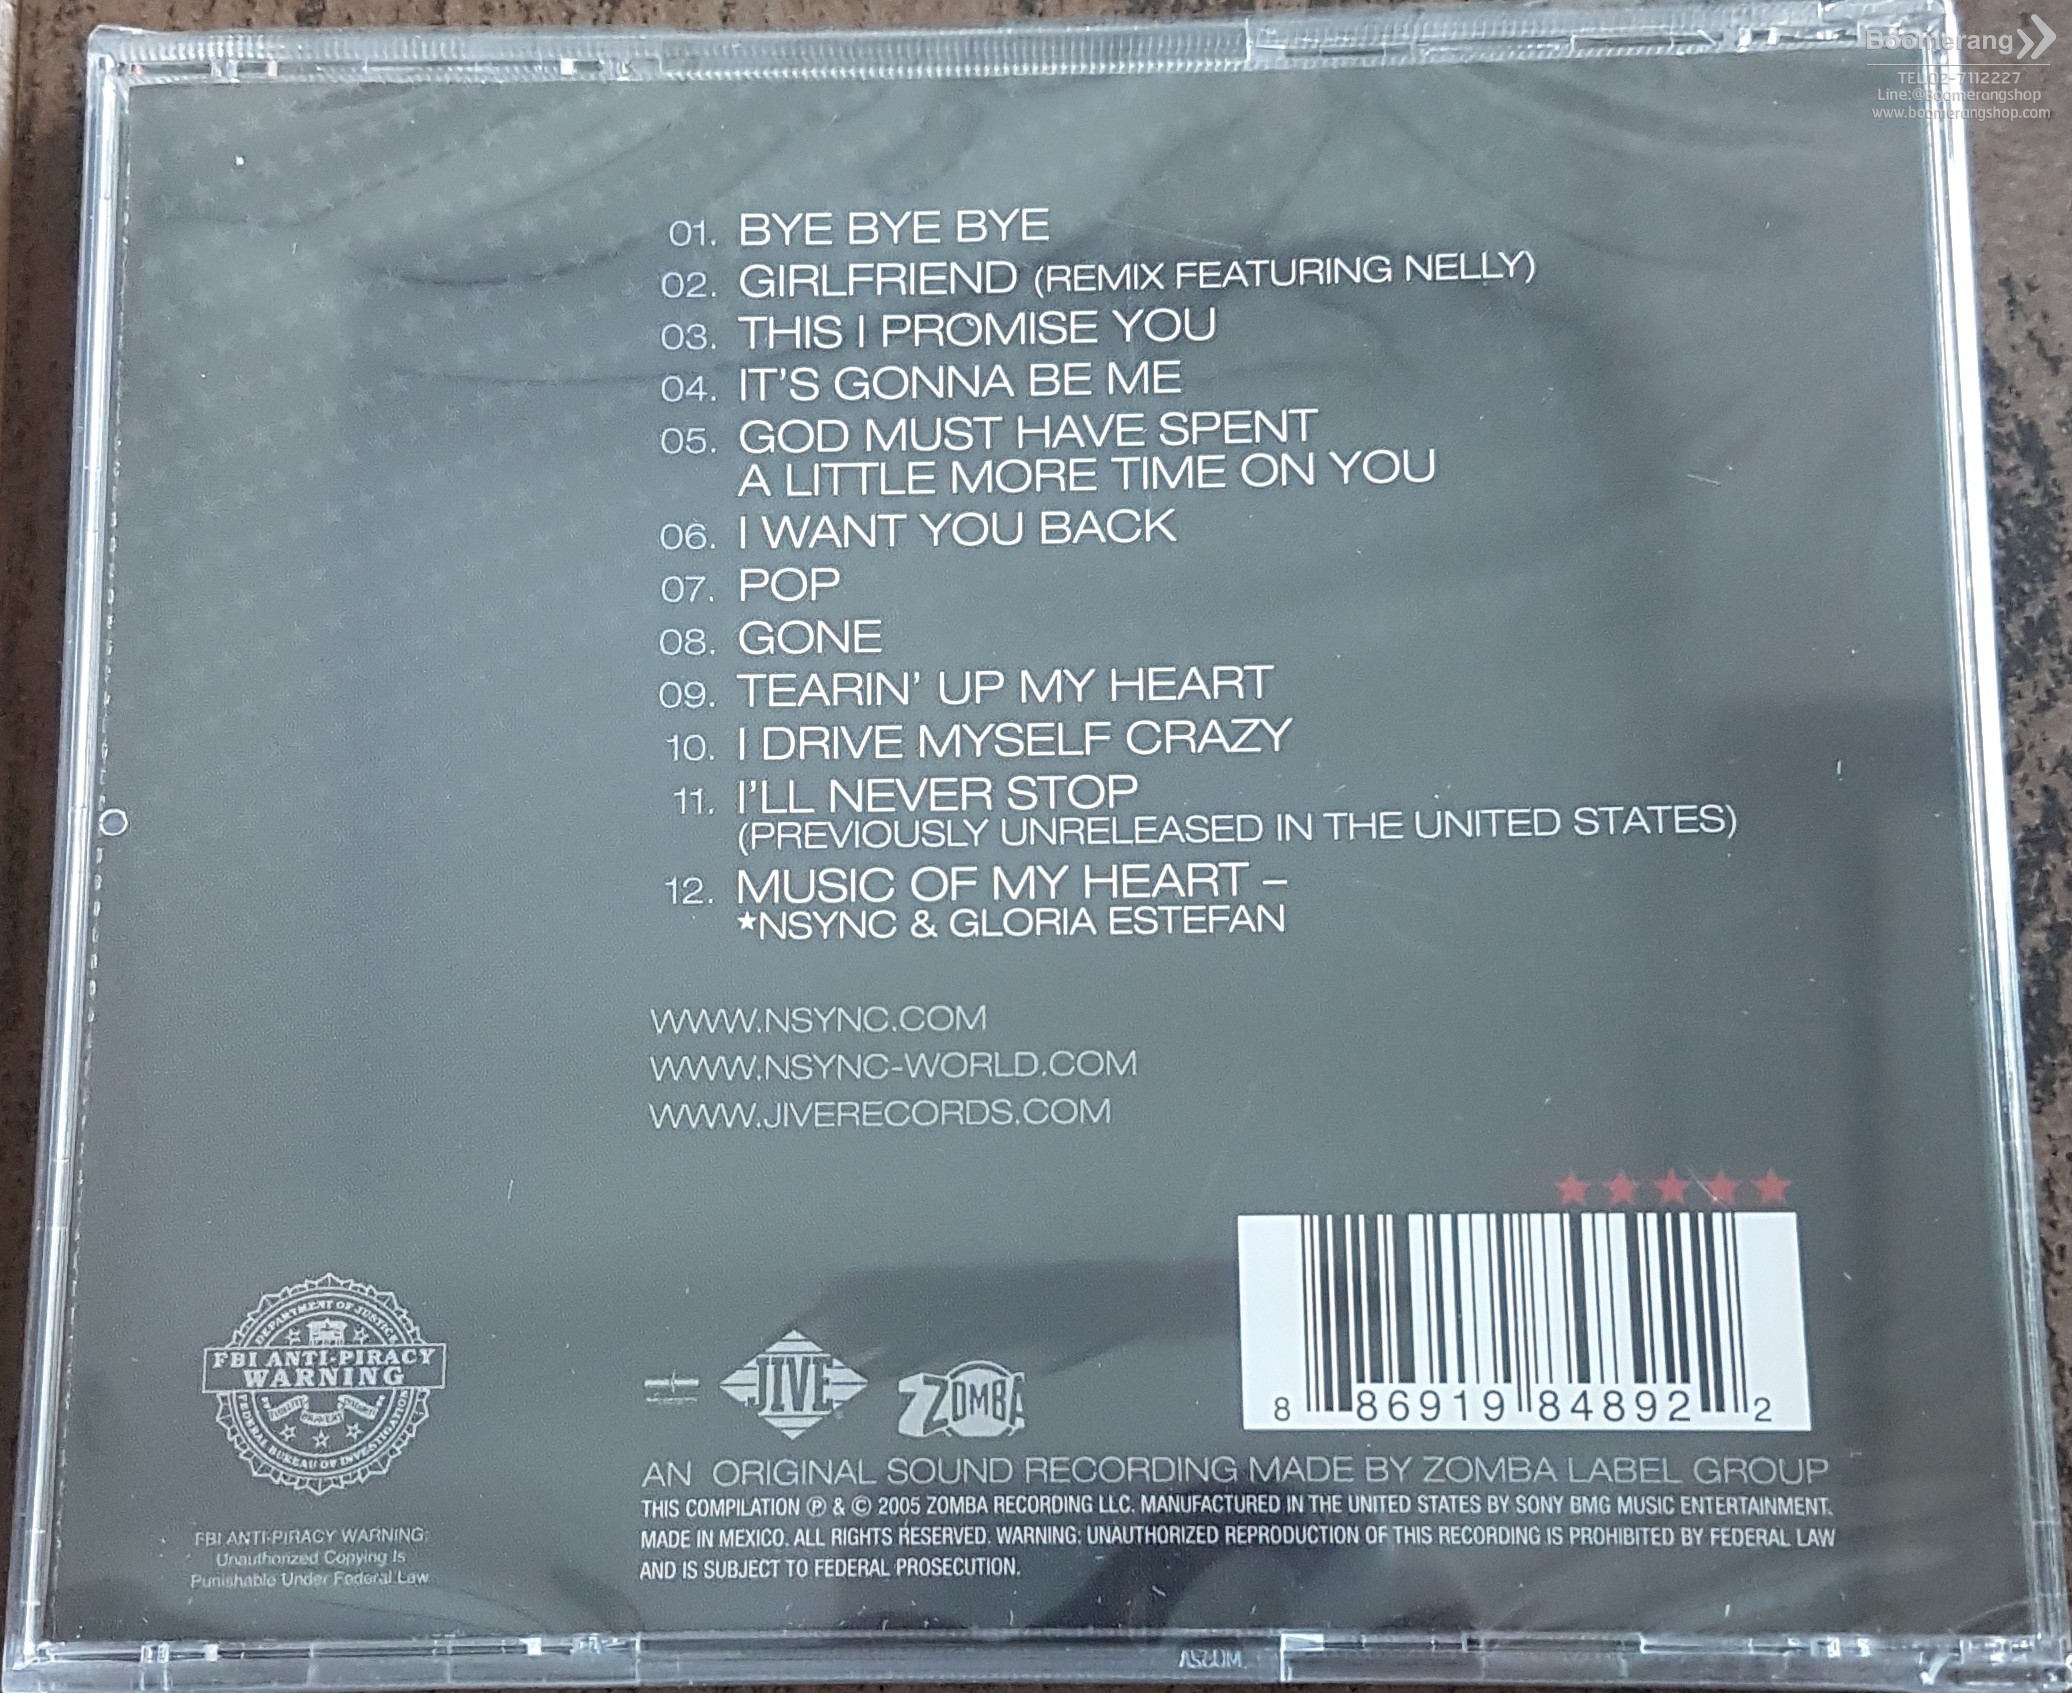 Boomerang
TEL.02-7112227
Line:@Boomerangshop
www.boomerangshop.com
01. BYE BYE BYE
02. GIRLFRIEND (REMIX FEATURING NELLY)
03. THIS I PROMISE YOU
04. IT'S GONNA BE ME
05. GOD MUST HAVE SPENT
A LITTLE MORE TIME ON YOU
06. I WANT YOU BACK
07. POP
08. GONE
09. TEARIN' UP MY HEART
10. I DRIVE MYSELF CRAZY
11. I'LL NEVER STOP
(PREVIOUSLY UNRELEASED IN THE UNITED STATES)
12. MUSIC OF MY HEART –
*NSYNC & GLORIA ESTEFAN
WWW.NSYNC.COM
WWW.NSYNC-WORLD.COM
WWW.JIVERECORDS.COM
DEPARTMENT OF JUSTICE
FBI ANTI-PIRACY
WARNING
FEDERAL BUREAU OF INVESTIGATION
FBI ANTI-PIRACY WARNING:
Unauthorized Copying Is
Punishable Under Federal Law
JIVE
ZOMBA
8 86919 84892 2
AN ORIGINAL SOUND RECORDING MADE BY ZOMBA LABEL GROUP
THIS COMPILATION ℗ & © 2005 ZOMBA RECORDING LLC. MANUFACTURED IN THE UNITED STATES BY SONY BMG MUSIC ENTERTAINMENT.
MADE IN MEXICO. ALL RIGHTS RESERVED. WARNING: UNAUTHORIZED REPRODUCTION OF THIS RECORDING IS PROHIBITED BY FEDERAL LAW
AND IS SUBJECT TO FEDERAL PROSECUTION.